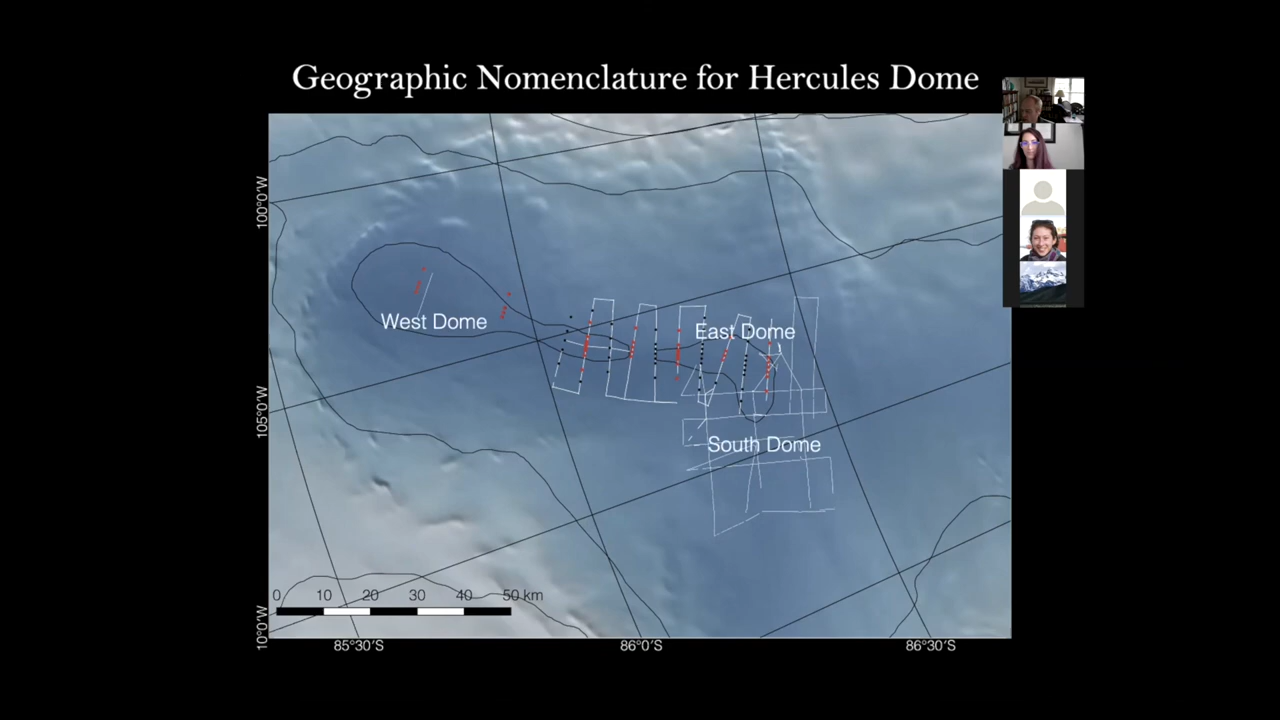 Geographic Nomenclature for Hercules Dome
100°0'W
West Dome
East Dome
105°0'W
South Dome
0 10 20 30 40 50 km
10°0'W
85°30'S 86°0'S 86°30'S